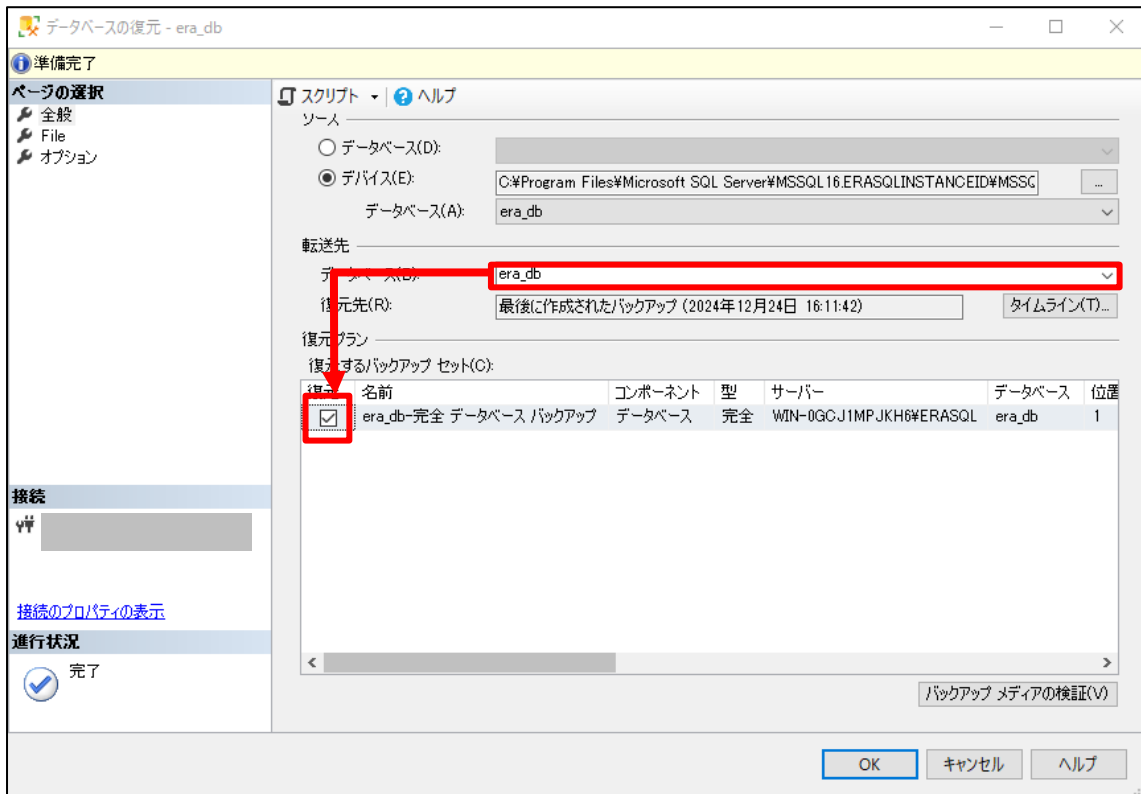 データベースの復元 - era_db
準備完了
ページの選択
全般
File
オプション
接続
接続のプロパティの表示
進行状況
完了
スクリプト ヘルプ
ソース
データベース(D):
デバイス(E): C:¥Program Files¥Microsoft SQL Server¥MSSQL16.ERASQLINSTANCEID¥MSSQ ...
データベース(A): era_db
転送先
データベース(B): era_db
復元先(R): 最後に作成されたバックアップ (2024年12月24日 16:11:42) タイムライン(T)...
復元プラン
復元するバックアップ セット(C):
復元 名前 コンポーネント 型 サーバー データベース 位置
era_db-完全 データベース バックアップ データベース 完全 WIN-0GCJ1MPJKH6¥ERASQL era_db 1
バックアップ メディアの検証(V)
OK キャンセル ヘルプ